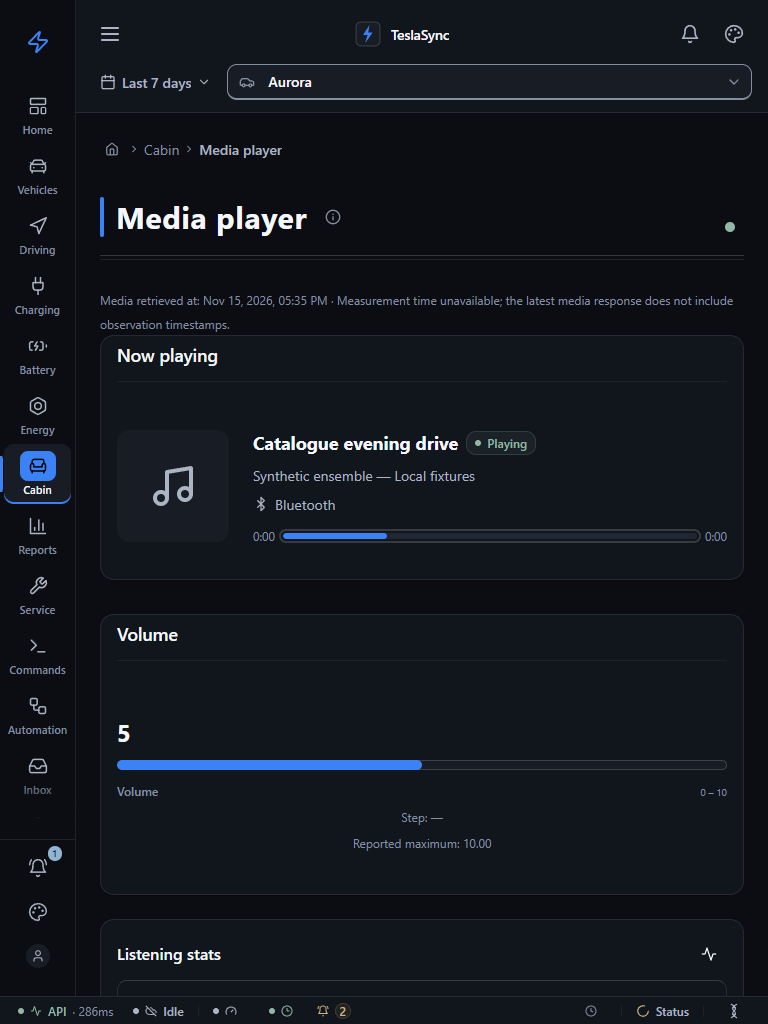 TeslaSync
Last 7 days
Aurora
Home
Vehicles
Driving
Charging
Battery
Energy
Cabin
Reports
Service
Commands
Automation
Inbox
1
Cabin
Media player
Media player
Media retrieved at: Nov 15, 2026, 05:35 PM · Measurement time unavailable; the latest media response does not include
observation timestamps.
Now playing
Catalogue evening drive
Playing
Synthetic ensemble — Local fixtures
Bluetooth
0:00
0:00
Volume
5
Volume
0 – 10
Step: —
Reported maximum: 10.00
Listening stats
API · 286ms
Idle
2
Status